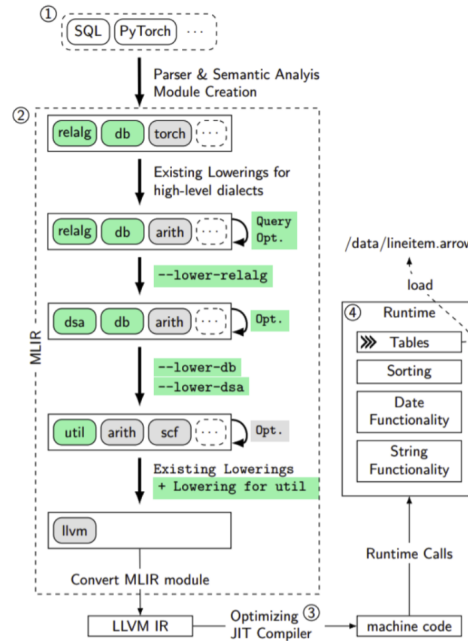 ①
SQL PyTorch ...
Parser & Semantic Analyis
Module Creation
②
relalg db torch ...
Existing Lowerings for
high-level dialects
relalg db arith ...
Query
Opt.
--lower-relalg
dsa db arith ...
Opt.
MLIR
--lower-db
--lower-dsa
util arith scf ...
Opt.
Existing Lowerings
+ Lowering for util
llvm
Convert MLIR module
LLVM IR
Optimizing ③
JIT Compiler
machine code
Runtime Calls
/data/lineitem.arrow
load
④ Runtime
Tables
Sorting
Date
Functionality
String
Functionality